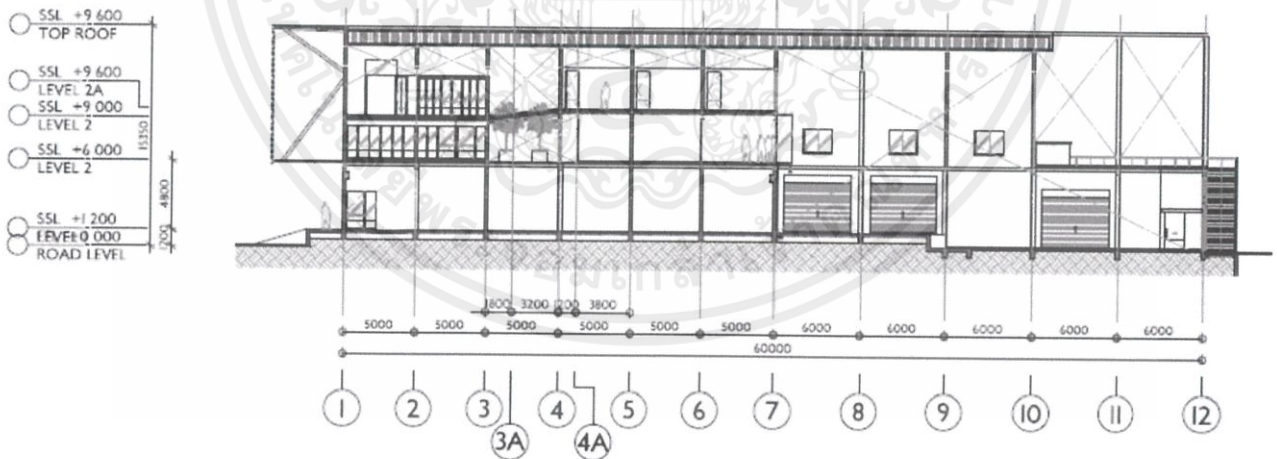 SSL +9 600
TOP ROOF
SSL +9 600
LEVEL 2A
SSL +9 000
LEVEL 2
SSL +6 000
LEVEL 2
SSL +1 200
ROAD LEVEL
15350
4800
1200
1800 3200 1200 3800
5000 5000 5000 5000 5000 5000 6000 6000 6000 6000 6000
60000
1 2 3 4 5 6 7 8 9 10 11 12
3A 4A